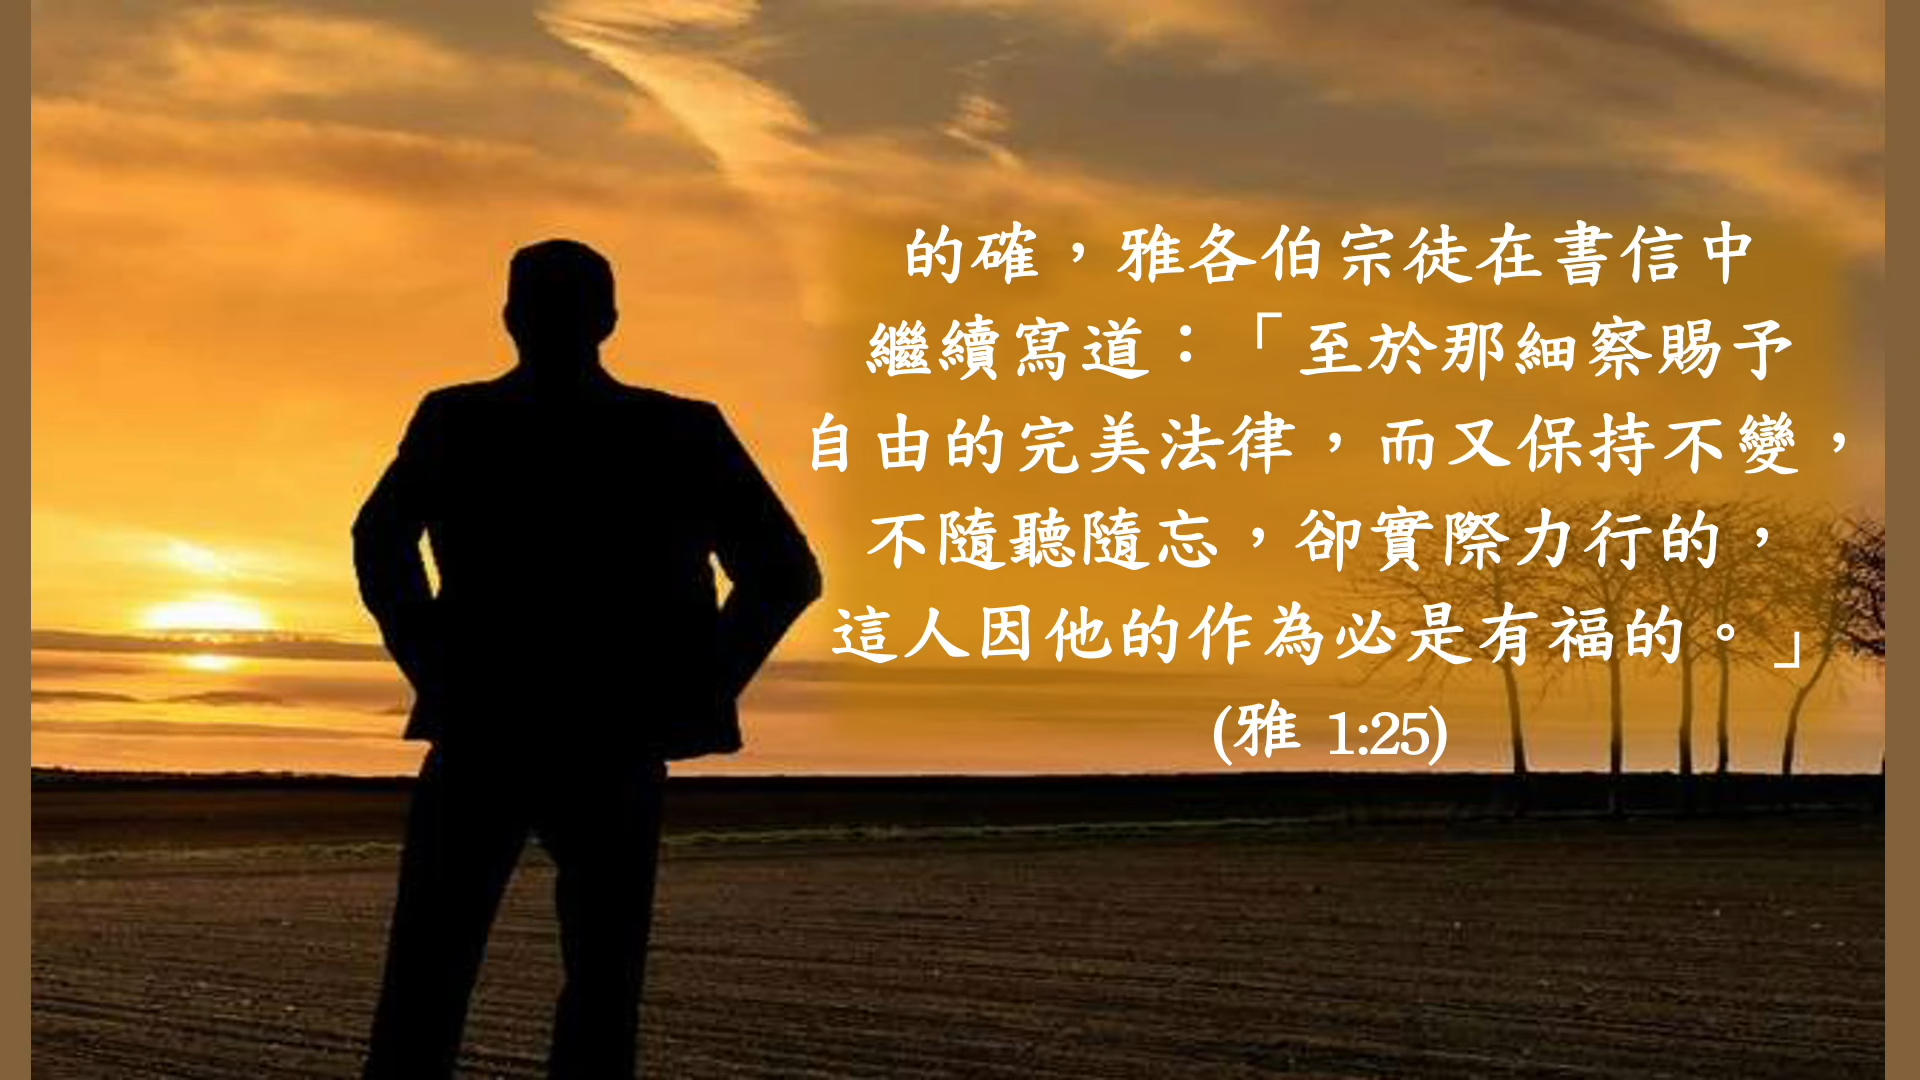 的確，雅各伯宗徒在書信中
繼續寫道：「至於那細察賜予
自由的完美法律，而又保持不變，
不隨聽隨忘，卻實際力行的，
這人因他的作為必是有福的。」
(雅 1:25)